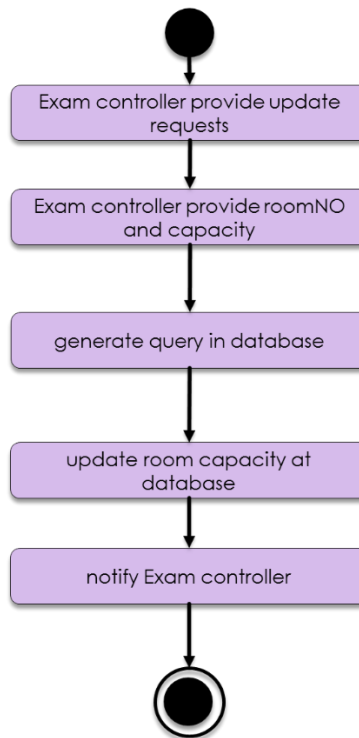 Exam controller provide update
requests
Exam controller provide roomNO
and capacity
generate query in database
update room capacity at
database
notify Exam controller